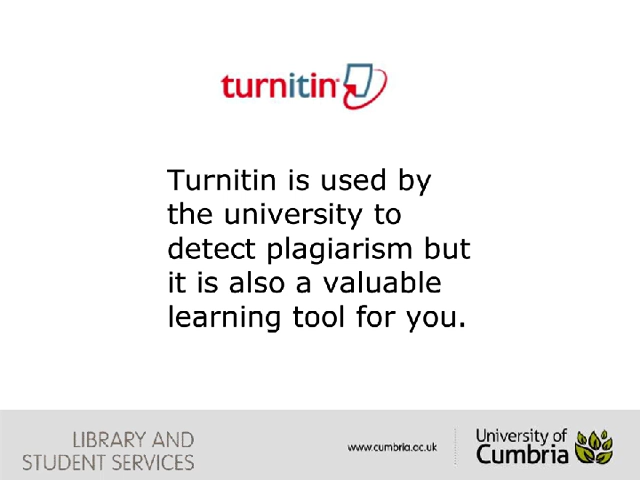 turnitin
Turnitin is used by
the university to
detect plagiarism but
it is also a valuable
learning tool for you.
LIBRARY AND
STUDENT SERVICES
www.cumbria.ac.uk
University of
Cumbria